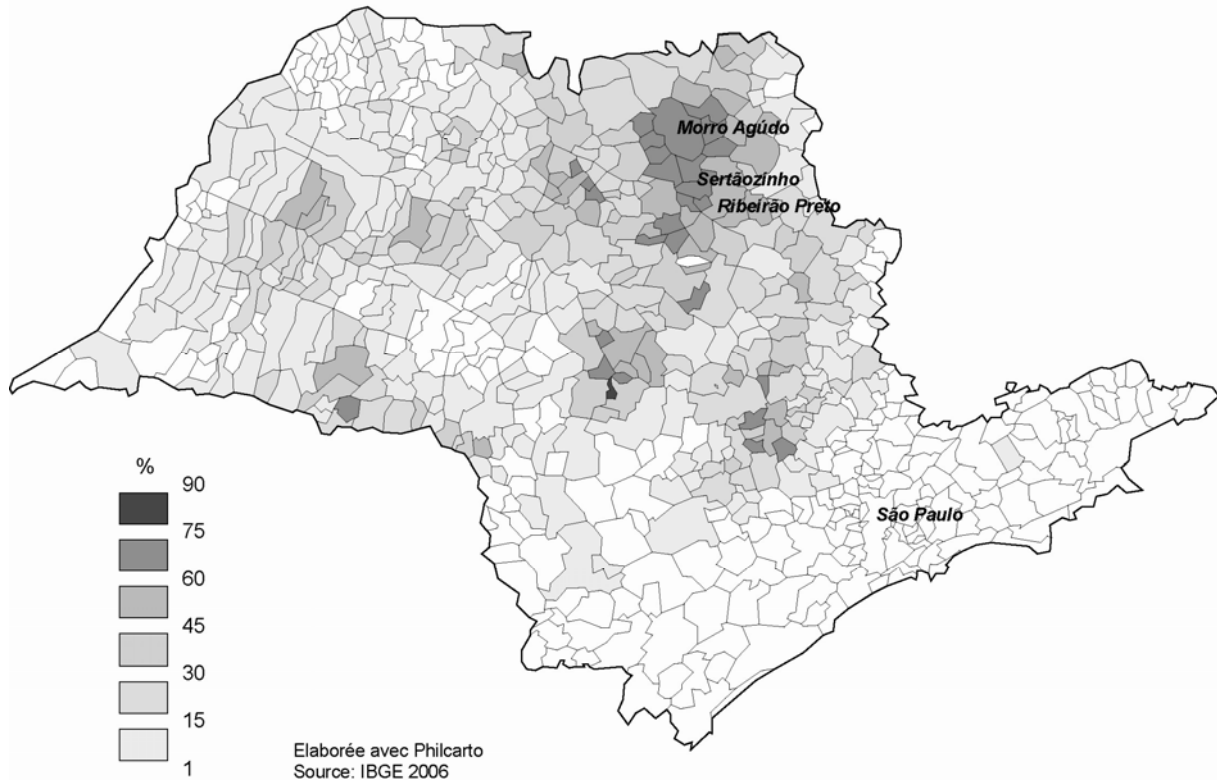 Morro Agúdo
Sertãozinho
Ribeirão Preto
São Paulo
%
90
75
60
45
30
15
1
Elaborée avec Philcarto
Source: IBGE 2006